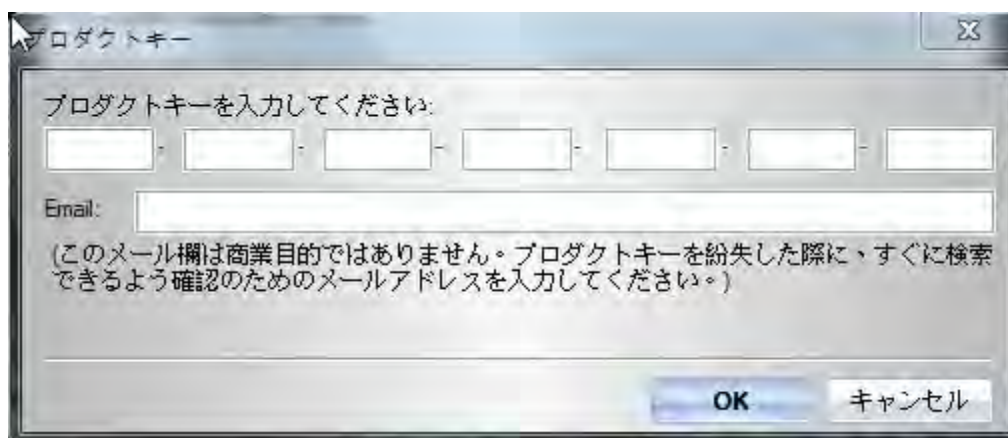 プロダクトキー
プロダクトキーを入力してください:
- - - - - -
Email:
(このメール欄は商業目的ではありません。プロダクトキーを紛失した際に、すぐに検索
できるよう確認のためのメールアドレスを入力してください。)
OK キャンセル